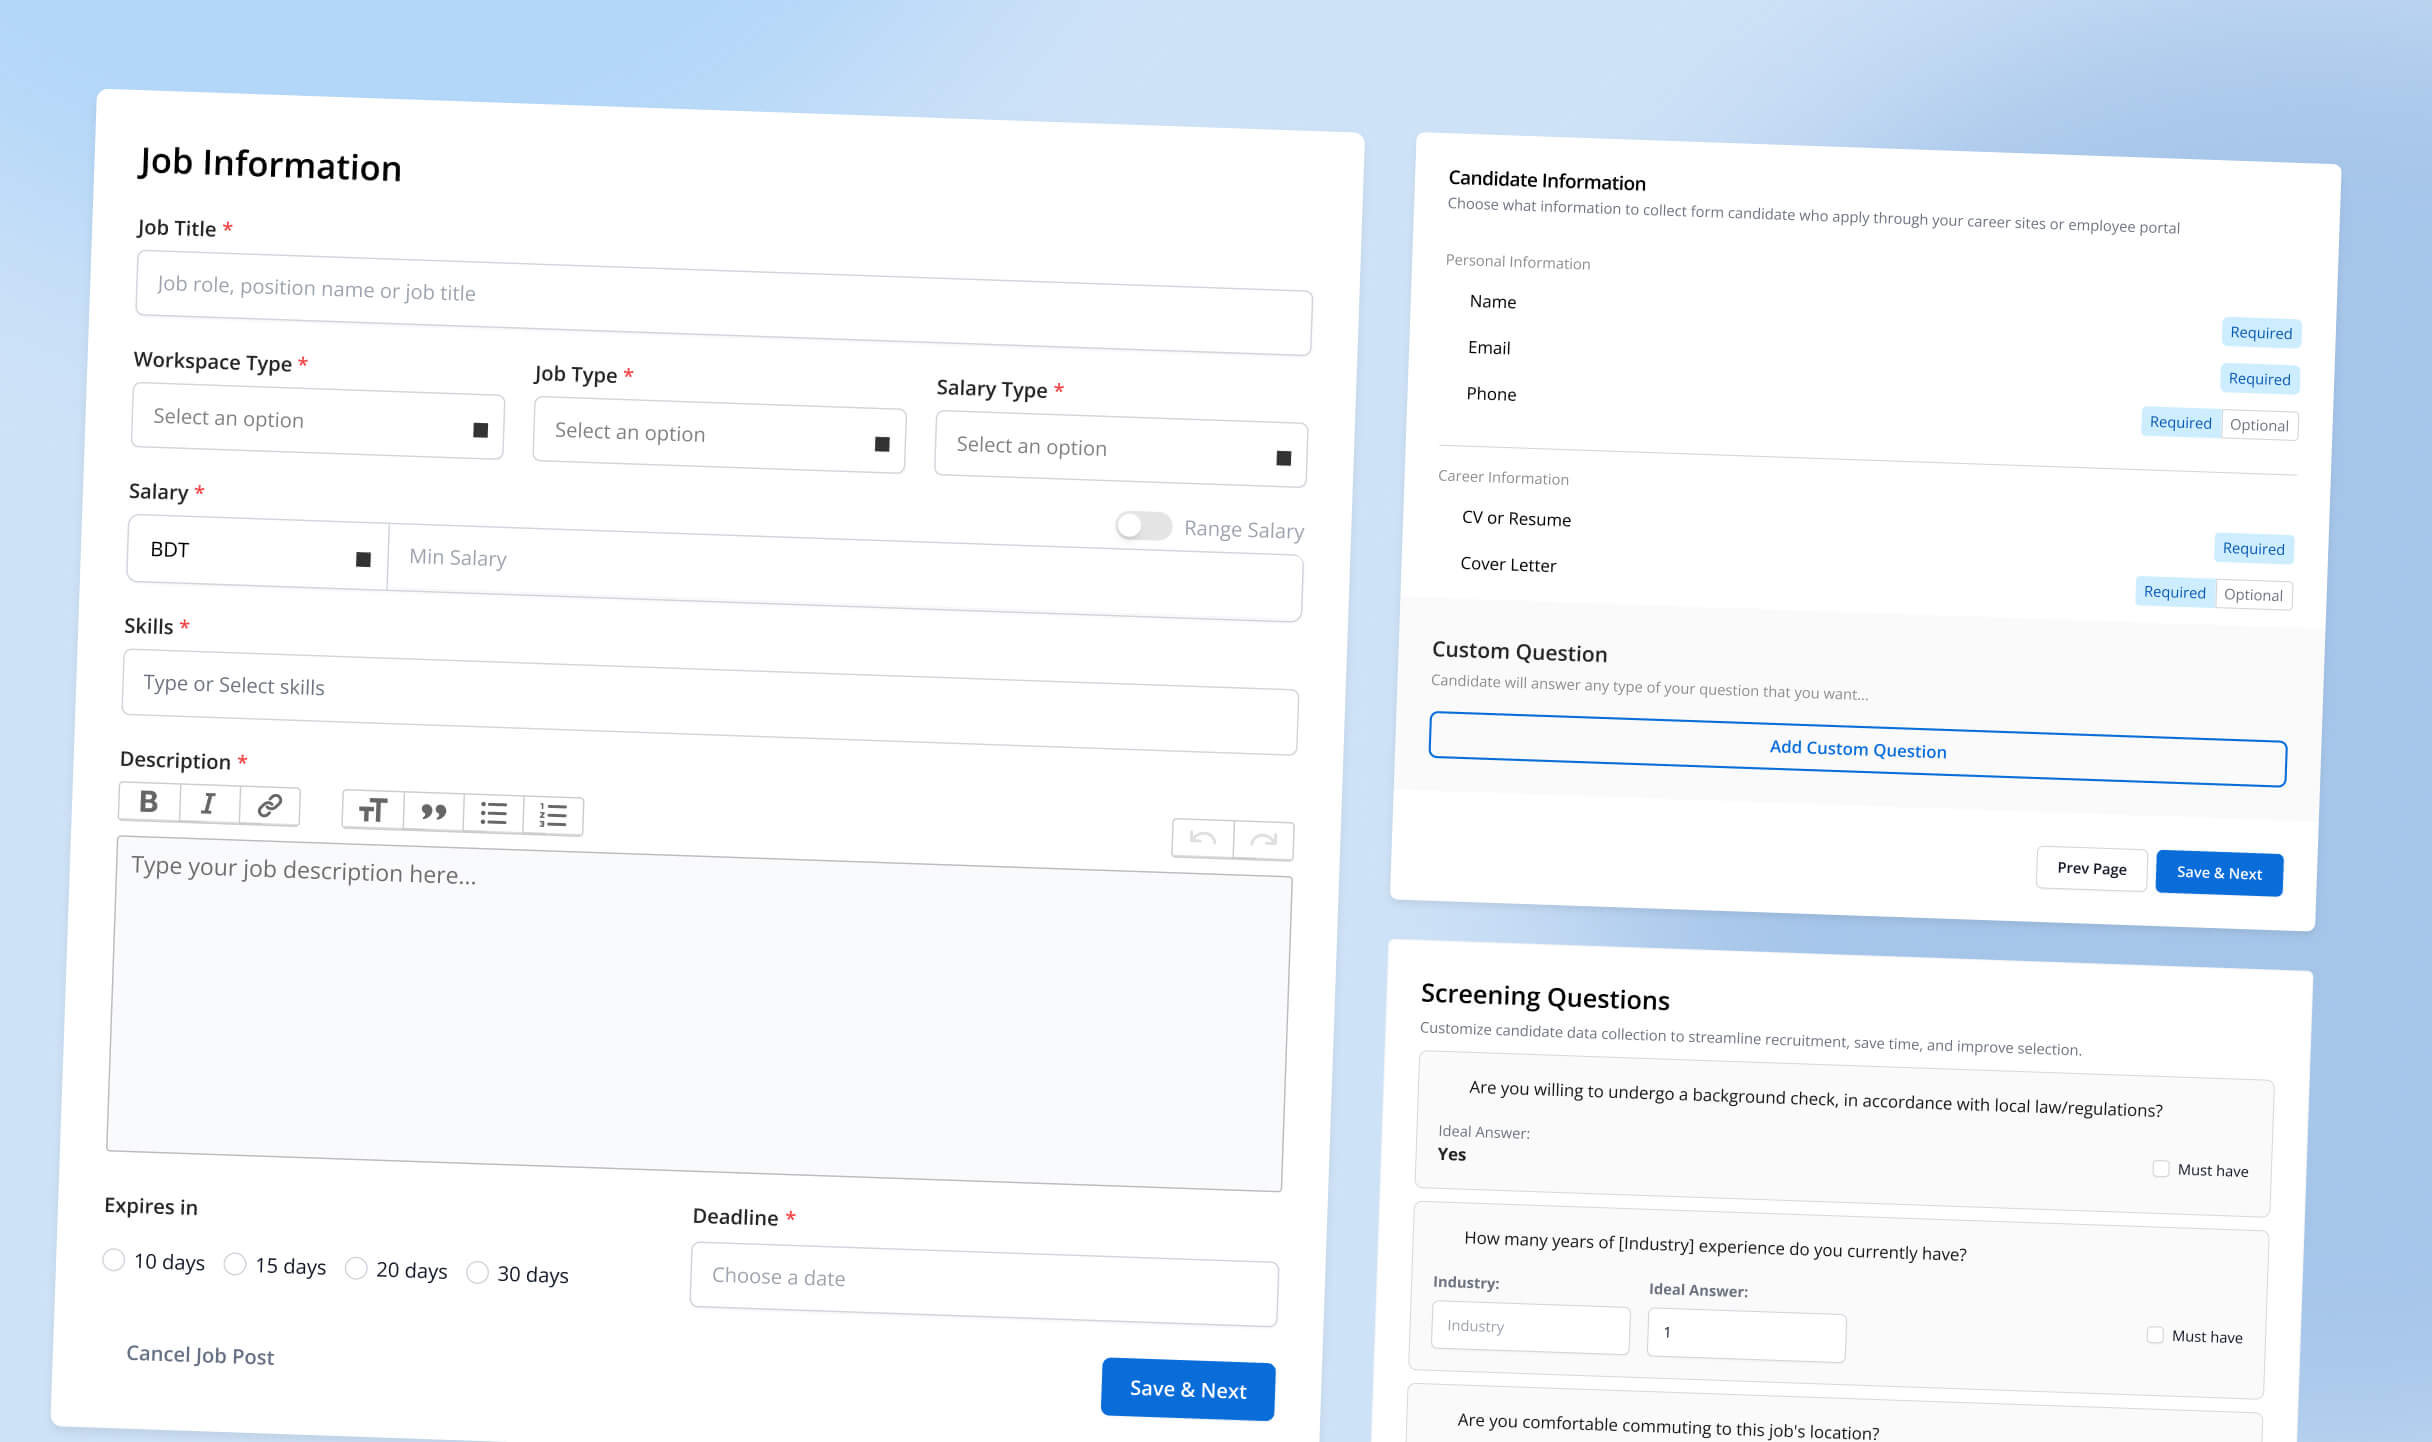 Job Information
Job Title *
Job role, position name or job title
Workspace Type * Job Type * Salary Type *
Select an option Select an option Select an option
Salary *
Range Salary
BDT Min Salary
Skills *
Type or Select skills
Description *
B I
Type your job description here...
Expires in
10 days 15 days 20 days 30 days
Deadline *
Choose a date
Cancel Job Post
Save & Next
Candidate Information
Choose what information to collect form candidate who apply through your career sites or employee portal
Personal Information
Name Required
Email Required
Phone Required Optional
Career Information
CV or Resume Required
Cover Letter Required Optional
Custom Question
Candidate will answer any type of your question that you want...
Add Custom Question
Prev Page Save & Next
Screening Questions
Customize candidate data collection to streamline recruitment, save time, and improve selection.
Are you willing to undergo a background check, in accordance with local law/regulations?
Ideal Answer:
Yes
Must have
How many years of [Industry] experience do you currently have?
Industry: Ideal Answer:
Industry 1
Must have
Are you comfortable commuting to this job's location?